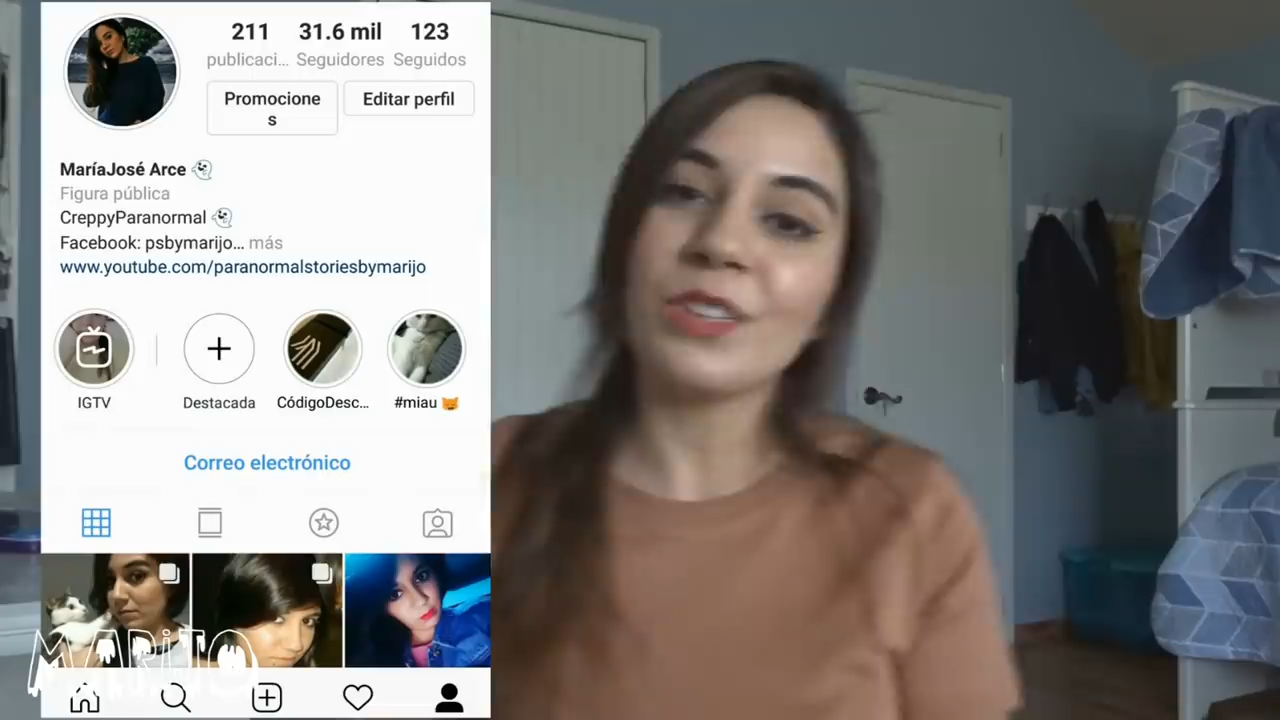 211 31.6 mil 123
publicaci... Seguidores Seguidos
Promocione
s
Editar perfil
MaríaJosé Arce
Figura pública
CreppyParanormal
Facebook: psbymarijo... más
www.youtube.com/paranormalstoriesbymarijo
IGTV Destacada CódigoDesc... #miau
Correo electrónico
MARiTO